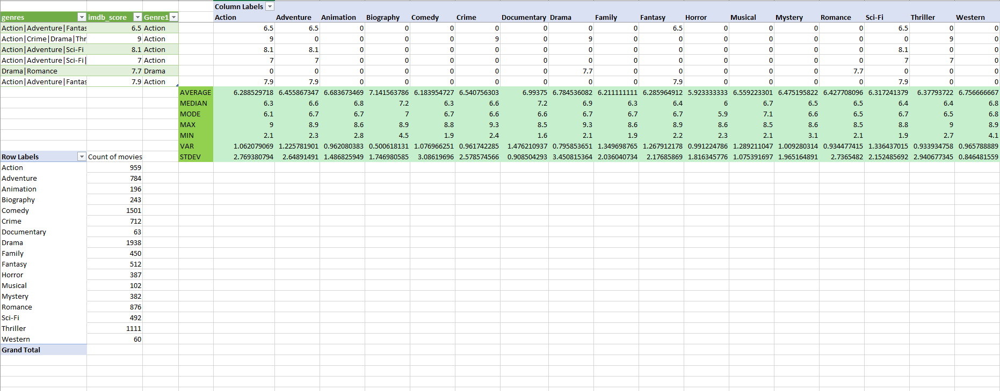 Column Labels
genres imdb_score Genre1 Action Adventure Animation Biography Comedy Crime Documentary Drama Family Fantasy Horror Musical Mystery Romance Sci-Fi Thriller Western
Action|Adventure|Fantas 6.5 Action 6.5 6.5 0 0 0 0 0 0 0 6.5 0 0 0 0 6.5 0 0
Action|Crime|Drama|Thr 9 Action 9 0 0 0 0 9 0 9 0 0 0 0 0 0 0 9 0
Action|Adventure|Sci-Fi 8.1 Action 8.1 8.1 0 0 0 0 0 0 0 0 0 0 0 0 8.1 0 0
Action|Adventure|Sci-Fi| 7 Action 7 7 0 0 0 0 0 0 0 0 0 0 0 0 7 7 0
Drama|Romance 7.7 Drama 0 0 0 0 0 0 0 7.7 0 0 0 0 0 7.7 0 0 0
Action|Adventure|Fantas 7.9 Action 7.9 7.9 0 0 0 0 0 0 0 7.9 0 0 0 0 7.9 0 0
AVERAGE 6.288529718 6.455867347 6.683673469 7.141563786 6.183954727 6.540756303 6.99375 6.784536082 6.211111111 6.285964912 5.923333333 6.559223301 6.475195822 6.427708096 6.317241379 6.37793722 6.756666667
MEDIAN 6.3 6.6 6.8 7.2 6.3 6.6 7.2 6.9 6.3 6.4 6 6.7 6.5 6.5 6.4 6.4 6.8
MODE 6.1 6.7 6.7 7 6.7 6.6 6.6 6.7 6.7 6.7 5.9 7.1 6.6 6.5 6.7 6.5 6.8
MAX 9 8.9 8.6 8.9 8.8 9.3 8.5 9.3 8.6 8.9 8.6 8.5 8.6 8.5 8.8 9 8.9
MIN 2.1 2.3 2.8 4.5 1.9 2.4 1.6 2.1 1.9 2.2 2.3 2.1 3.1 2.1 1.9 2.7 4.1
VAR 1.062079069 1.225781901 0.962080383 0.500618131 1.076966251 0.961742285 1.476210937 0.795853651 1.349698765 1.267912178 0.991224786 1.289211047 1.009280314 0.934477415 1.336437015 0.933934758 0.965788889
Row Labels Count of movies STDEV 2.769380794 2.64891491 1.486825949 1.746980585 3.08619696 2.578574566 0.908504293 3.450815364 2.036040734 2.17685869 1.816345776 1.075391697 1.965164891 2.7365482 2.152485692 2.940677345 0.846481559
Action 959
Adventure 784
Animation 196
Biography 243
Comedy 1501
Crime 712
Documentary 63
Drama 1938
Family 450
Fantasy 512
Horror 387
Musical 102
Mystery 382
Romance 876
Sci-Fi 492
Thriller 1111
Western 60
Grand Total